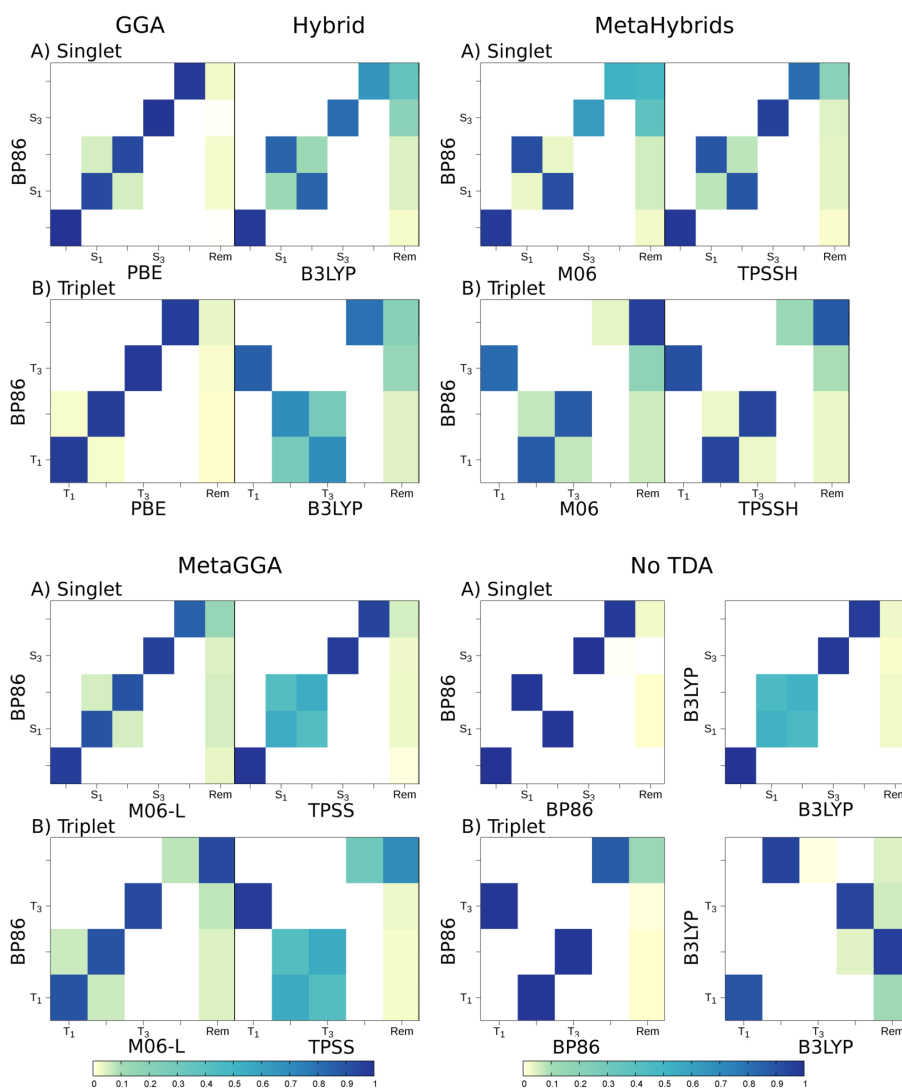 GGA Hybrid MetaHybrids
A) Singlet A) Singlet
BP86 S3 S1 BP86 S3 S1
S1 S3 Rem S1 S3 Rem
PBE B3LYP M06 TPSSH
B) Triplet B) Triplet
BP86 T3 T1 BP86 T3 T1
T1 T3 Rem T1 T3 Rem T1 T3 Rem T1 T3 Rem
PBE B3LYP M06 TPSSH
MetaGGA No TDA
A) Singlet A) Singlet
BP86 S3 S1 BP86 S3 S1 B3LYP S3 S1
S1 S3 Rem S1 S3 Rem S1 S3 Rem S1 S3 Rem
M06-L TPSS BP86 B3LYP
B) Triplet B) Triplet
BP86 T3 T1 BP86 T3 T1 B3LYP T3 T1
T1 T3 Rem T1 T3 Rem T1 T3 Rem T1 T3 Rem
M06-L TPSS BP86 B3LYP
0 0.1 0.2 0.3 0.4 0.5 0.6 0.7 0.8 0.9 1 0 0.1 0.2 0.3 0.4 0.5 0.6 0.7 0.8 0.9 1